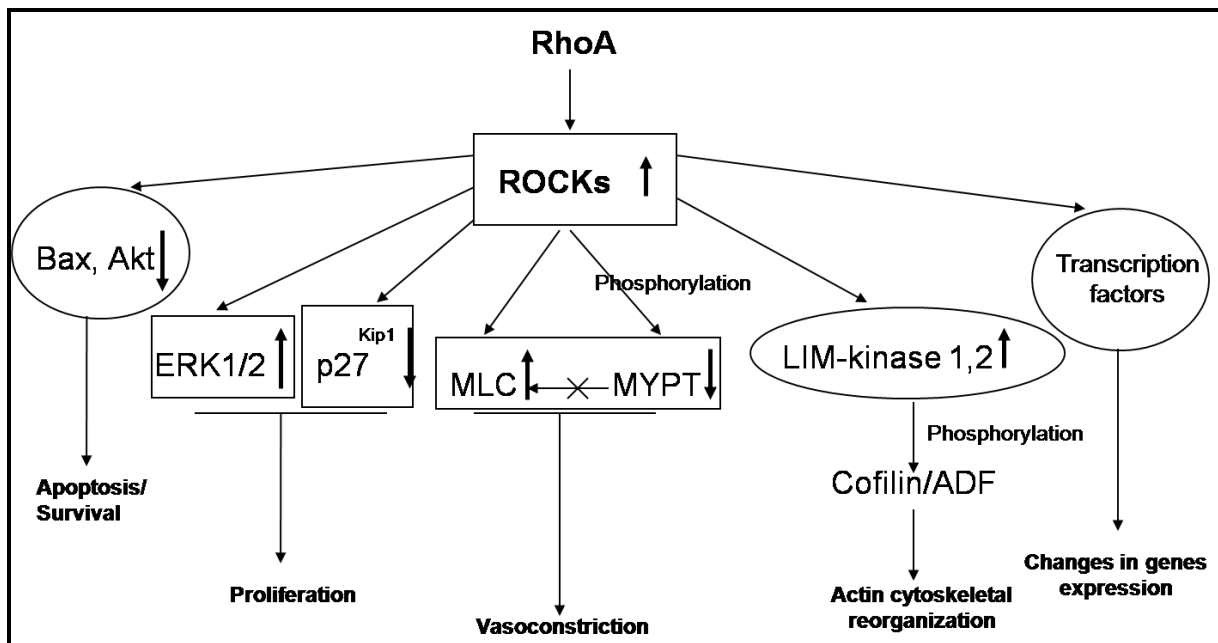 RhoA
ROCKs
Bax, Akt
Phosphorylation
Transcription
factors
ERK1/2
p27 Kip1
MLC
MYPT
LIM-kinase 1,2
Phosphorylation
Cofilin/ADF
Apoptosis/
Survival
Proliferation
Vasoconstriction
Actin cytoskeletal
reorganization
Changes in genes
expression